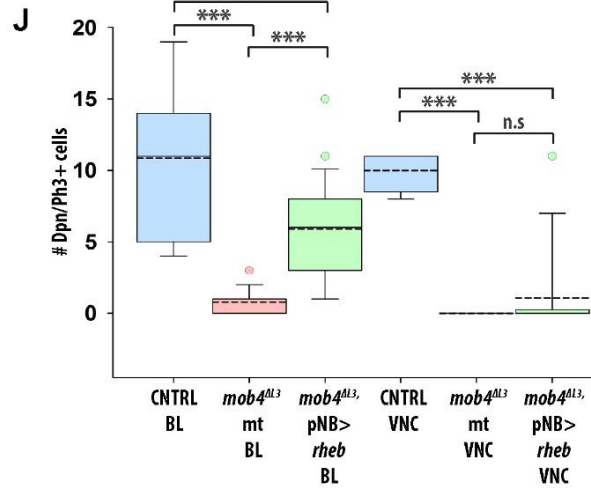 J
# Dpn/Ph3+ cells
20
15
10
5
0
***
***
***
***
n.s
CNTRL
BL
mob4ΔL3
mt
BL
mob4ΔL3,
pNB>
rheb
BL
CNTRL
VNC
mob4ΔL3
mt
VNC
mob4ΔL3,
pNB>
rheb
VNC